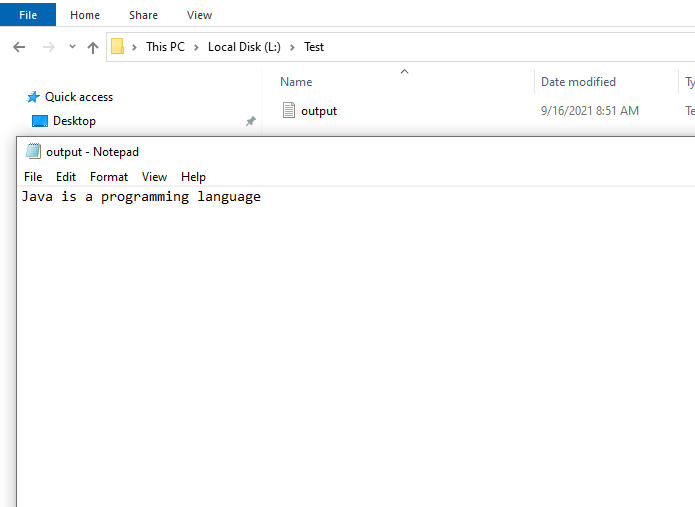 File Home Share View
This PC > Local Disk (L:) > Test
Name Date modified Ty
Quick access
output 9/16/2021 8:51 AM Te
Desktop
output - Notepad
File Edit Format View Help
Java is a programming language